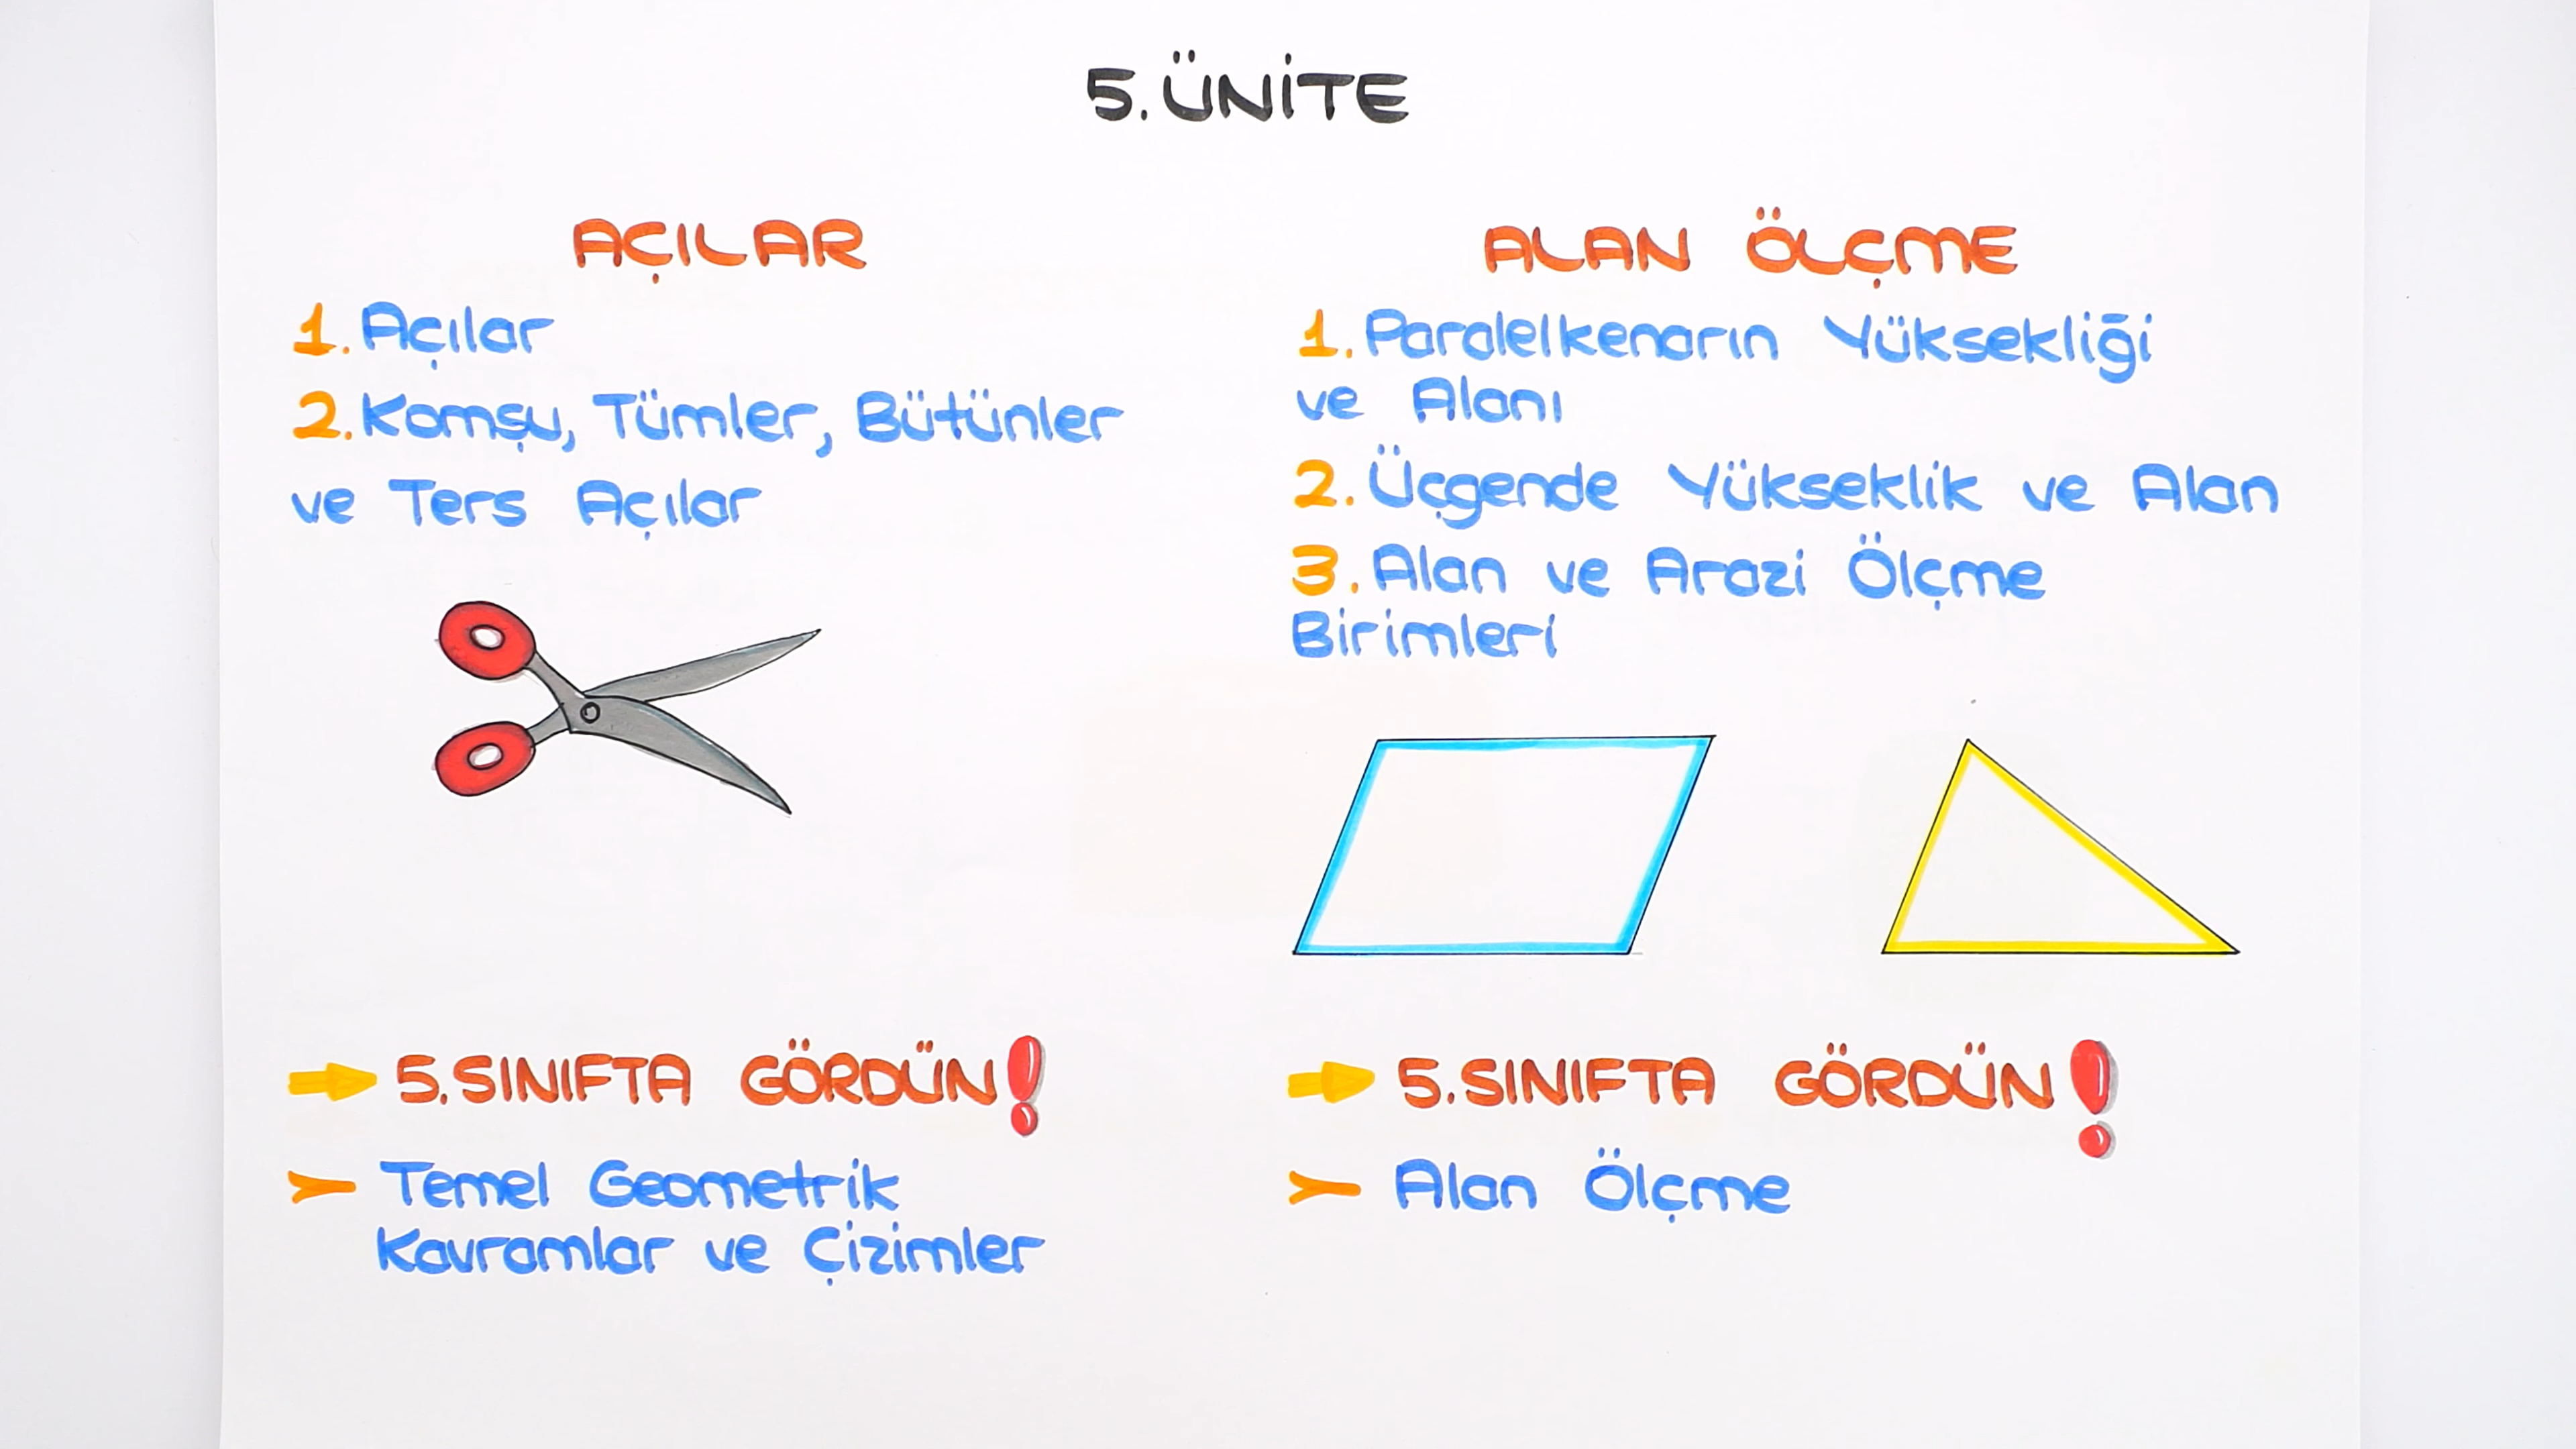 5. ÜNİTE
AÇILAR
1. Açılar
2. Komşu, Tümler, Bütünler
ve Ters Açılar
5. SINIFTA GÖRDÜN!
Temel Geometrik
Kavramlar ve Çizimler
ALAN ÖLÇME
1. Paralelkenarın Yüksekliği
ve Alanı
2. Üçgende Yükseklik ve Alan
3. Alan ve Arazi Ölçme
Birimleri
5. SINIFTA GÖRDÜN!
Alan Ölçme